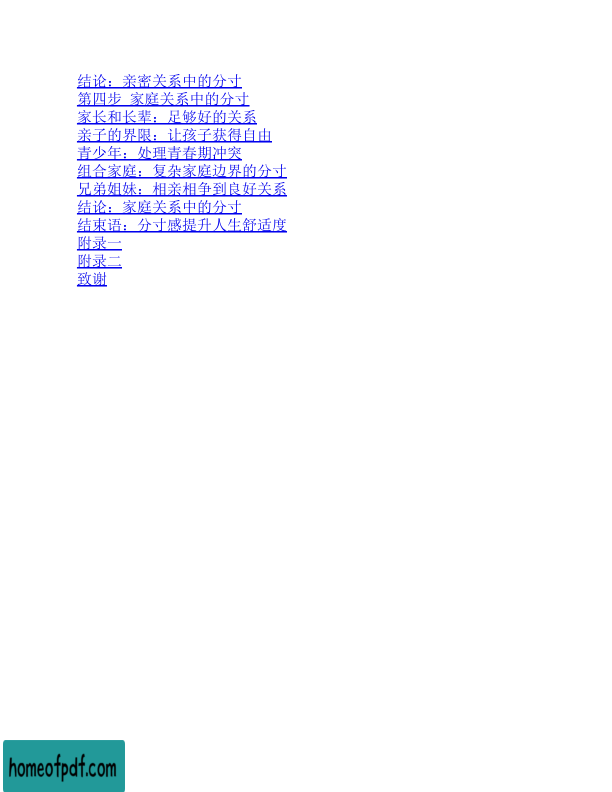 结论：亲密关系中的分寸
第四步 家庭关系中的分寸
家长和长辈：足够好的关系
亲子的界限：让孩子获得自由
青少年：处理青春期冲突
组合家庭：复杂家庭边界的分寸
兄弟姐妹：相亲相争到良好关系
结论：家庭关系中的分寸
结束语：分寸感提升人生舒适度
附录一
附录二
致谢
homeofpdf.com